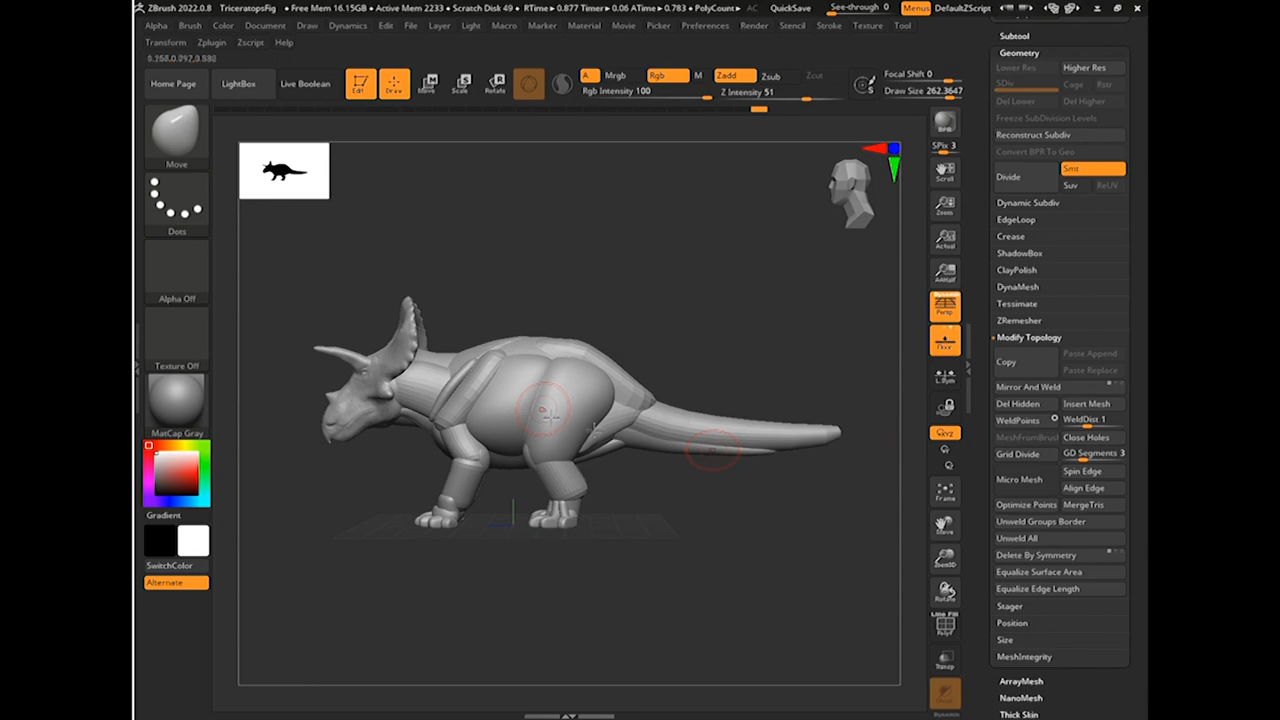 ZBrush 2022.0.8 TriceratopsFig • Free Mem 16.15GB • Active Mem 2233 • Scratch Disk 49 • RTime▸0.877 Timer▸0.06 ATime▸0.783 • PolyCount▸ AC QuickSave See-through 0 Menus DefaultZScript
Alpha Brush Color Document Draw Dynamics Edit File Layer Light Macro Marker Material Movie Picker Preferences Render Stencil Stroke Texture Tool
Transform Zplugin Zscript Help
Home Page LightBox Live Boolean Edit Draw Move Scale Rotate
A Mrgb Rgb M Zadd Zsub Zcut
Rgb Intensity 100 Z Intensity 51
Focal Shift 0
Draw Size 262.3647
Move
Dots
Alpha Off
Texture Off
MatCap Gray
Gradient
SwitchColor
Alternate
BPR
SPix 3
Scroll
Zoom
Actual
AAHalf
Persp
Floor
L.Sym
Frame
Move
Zoom3D
Rotate
Line Fill
PolyF
Transp
Dynamic
Subtool
Geometry
Lower Res Higher Res
SDiv Cage Rstr
Del Lower Del Higher
Freeze SubDivision Levels
Reconstruct Subdiv
Convert BPR To Geo
Divide Smt
Suv ReUV
Dynamic Subdiv
EdgeLoop
Crease
ShadowBox
ClayPolish
DynaMesh
Tessimate
ZRemesher
Modify Topology
Copy Paste Append
Paste Replace
Mirror And Weld
Del Hidden Insert Mesh
WeldPoints WeldDist 1
MeshFromBrush Close Holes
Grid Divide GD Segments 3
Micro Mesh Spin Edge
Align Edge
Optimize Points MergeTris
Unweld Groups Border
Unweld All
Delete By Symmetry
Equalize Surface Area
Equalize Edge Length
Stager
Position
Size
MeshIntegrity
ArrayMesh
NanoMesh
Thick Skin